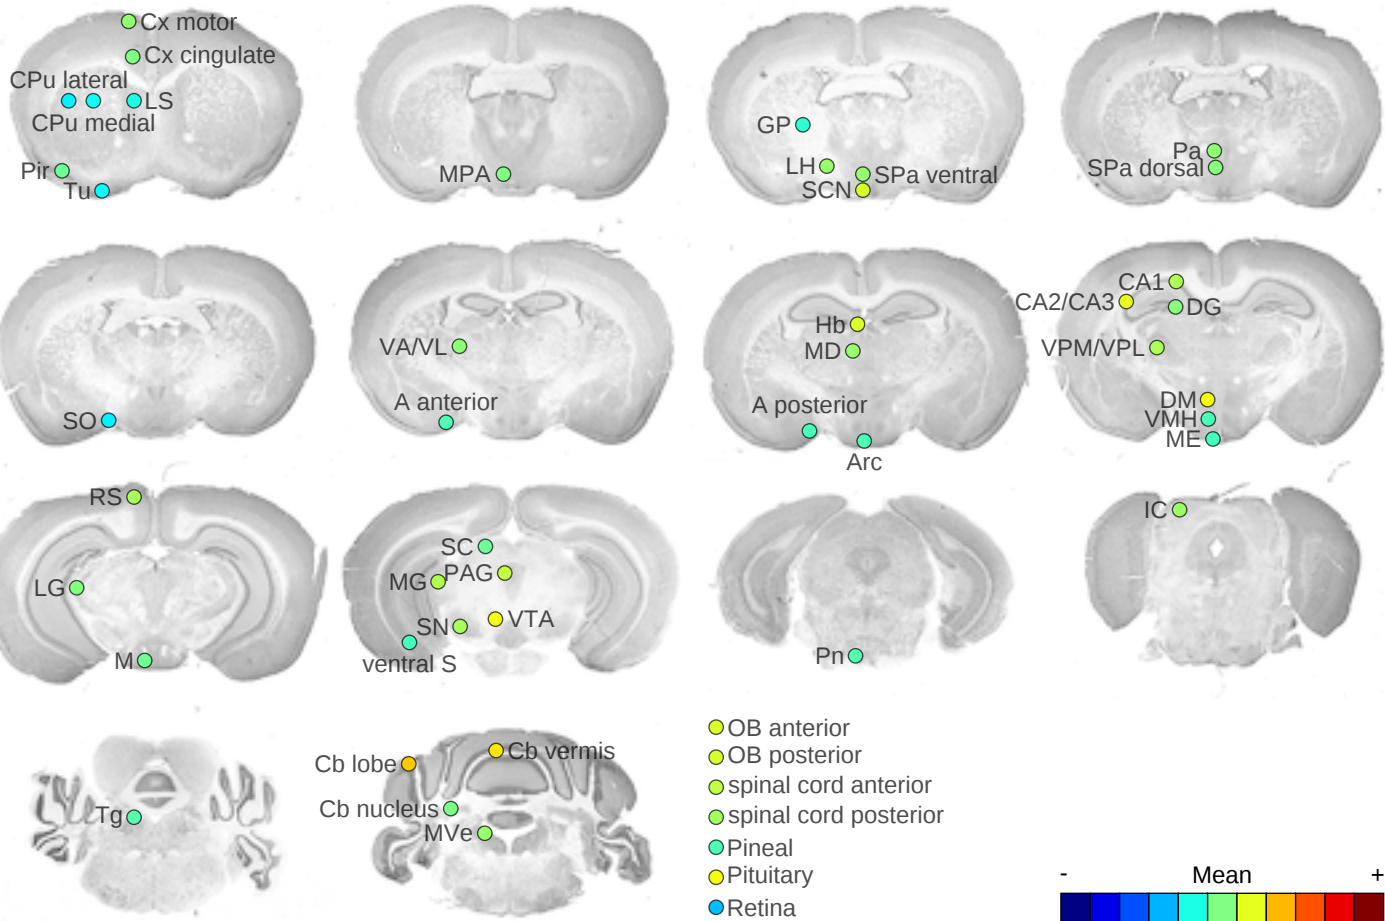 Cx motor
Cx cingulate
CPu lateral
LS
CPu medial
Pir
Tu
MPA
GP
LH
SPa ventral
SCN
Pa
SPa dorsal
SO
VA/VL
A anterior
Hb
MD
A posterior
Arc
CA1
CA2/CA3
DG
VPM/VPL
DM
VMH
ME
RS
LG
M
SC
MG
PAG
SN
VTA
ventral S
Pn
IC
Tg
Cb lobe
Cb vermis
Cb nucleus
MVe
OB anterior
OB posterior
spinal cord anterior
spinal cord posterior
Pineal
Pituitary
Retina
- Mean +